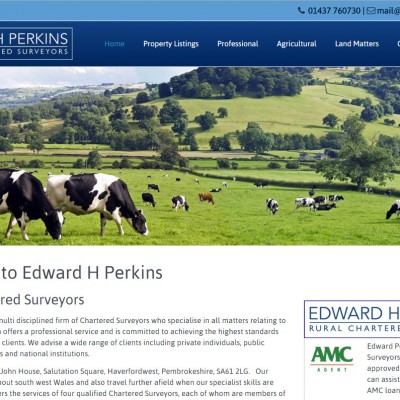 01437 760730 | mail@
H PERKINS
ED SURVEYORS
Home Property Listings Professional Agricultural Land Matters
to Edward H Perkins
red Surveyors
multi disciplined firm of Chartered Surveyors who specialise in all matters relating to
offers a professional service and is committed to achieving the highest standards
clients. We advise a wide range of clients including private individuals, public
s and national institutions.
John House, Salutation Square, Haverfordwest, Pembrokeshire, SA61 2LG. Our
out south west Wales and also travel further afield when our specialist skills are
ers the services of four qualified Chartered Surveyors, each of whom are members of
EDWARD H
RURAL CHARTERE
AMC
AGENT
Edward Pe
Surveyors
approved
can assist
AMC loan